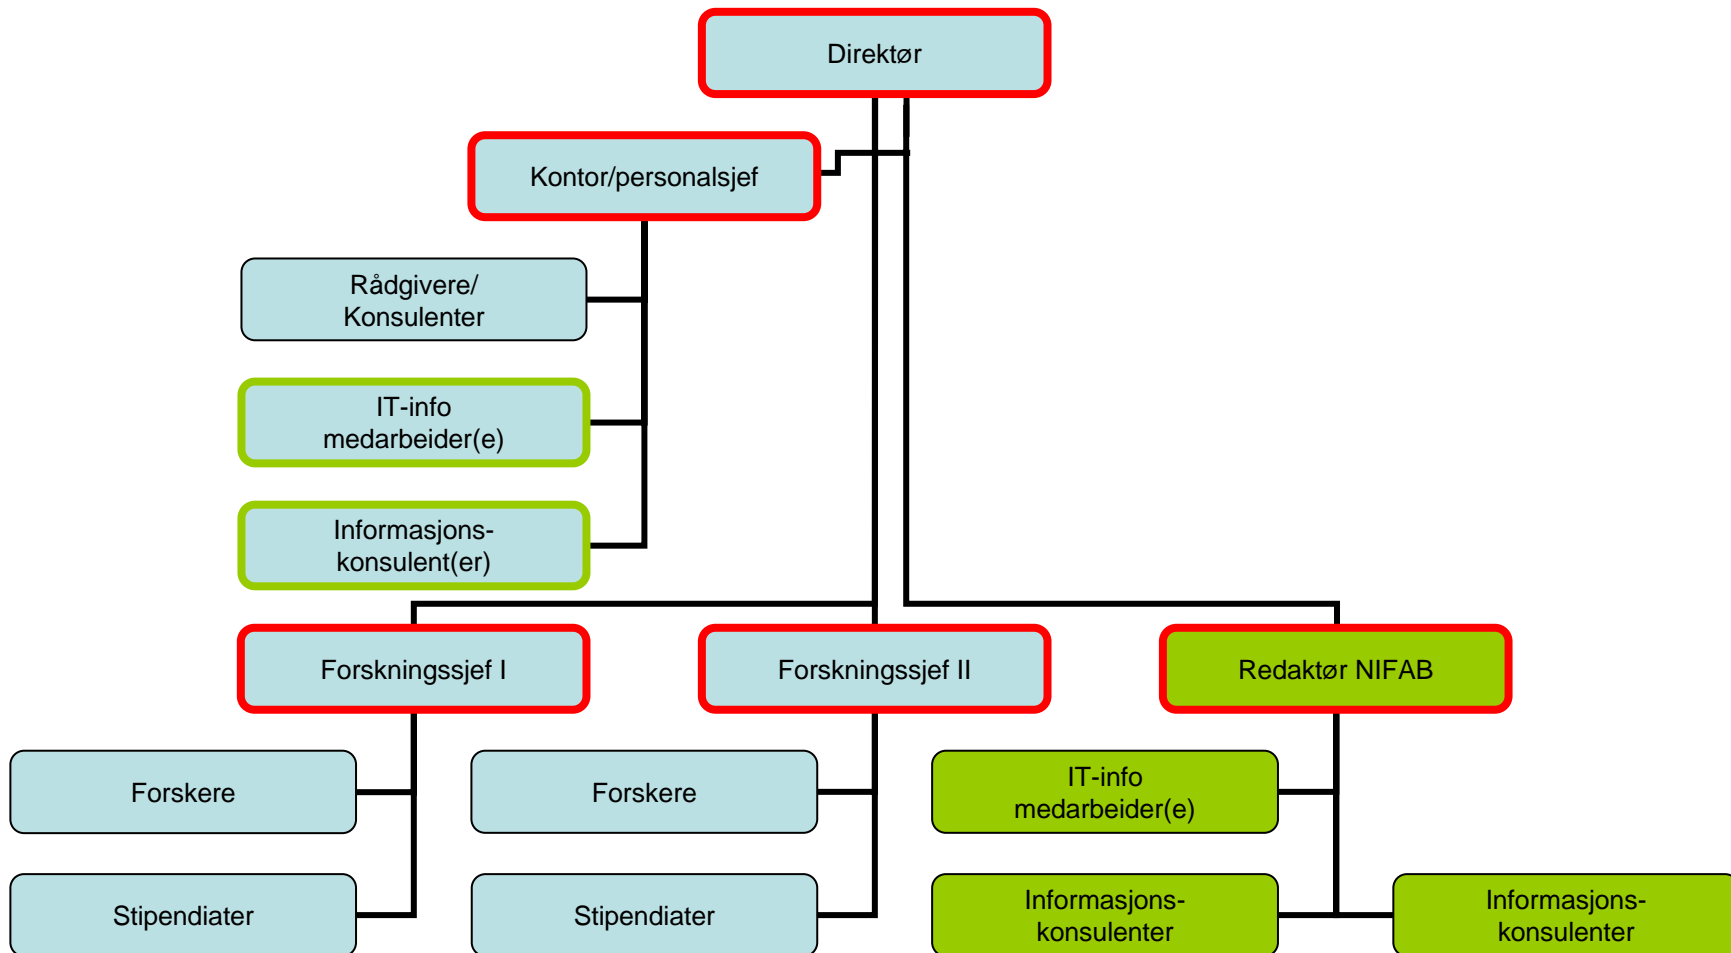 Direktør
Kontor/personalsjef
Rådgivere/
Konsulenter
IT-info
medarbeider(e)
Informasjons-
konsulent(er)
Forskningssjef I
Forskningssjef II
Redaktør NIFAB
Forskere
Forskere
IT-info
medarbeider(e)
Stipendiater
Stipendiater
Informasjons-
konsulenter
Informasjons-
konsulenter